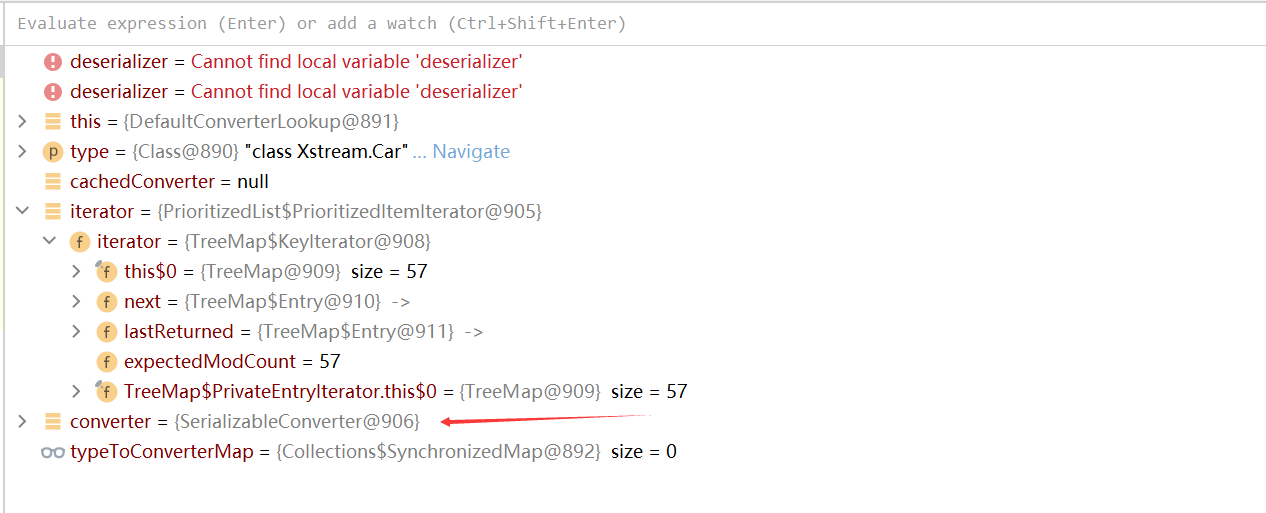 Evaluate expression (Enter) or add a watch (Ctrl+Shift+Enter)
deserializer = Cannot find local variable 'deserializer'
deserializer = Cannot find local variable 'deserializer'
this = {DefaultConverterLookup@891}
p type = {Class@890} "class Xstream.Car" ... Navigate
cachedConverter = null
iterator = {PrioritizedList$PrioritizedItemIterator@905}
f iterator = {TreeMap$KeyIterator@908}
f this$0 = {TreeMap@909} size = 57
f next = {TreeMap$Entry@910} ->
f lastReturned = {TreeMap$Entry@911} ->
f expectedModCount = 57
f TreeMap$PrivateEntryIterator.this$0 = {TreeMap@909} size = 57
converter = {SerializableConverter@906}
typeToConverterMap = {Collections$SynchronizedMap@892} size = 0